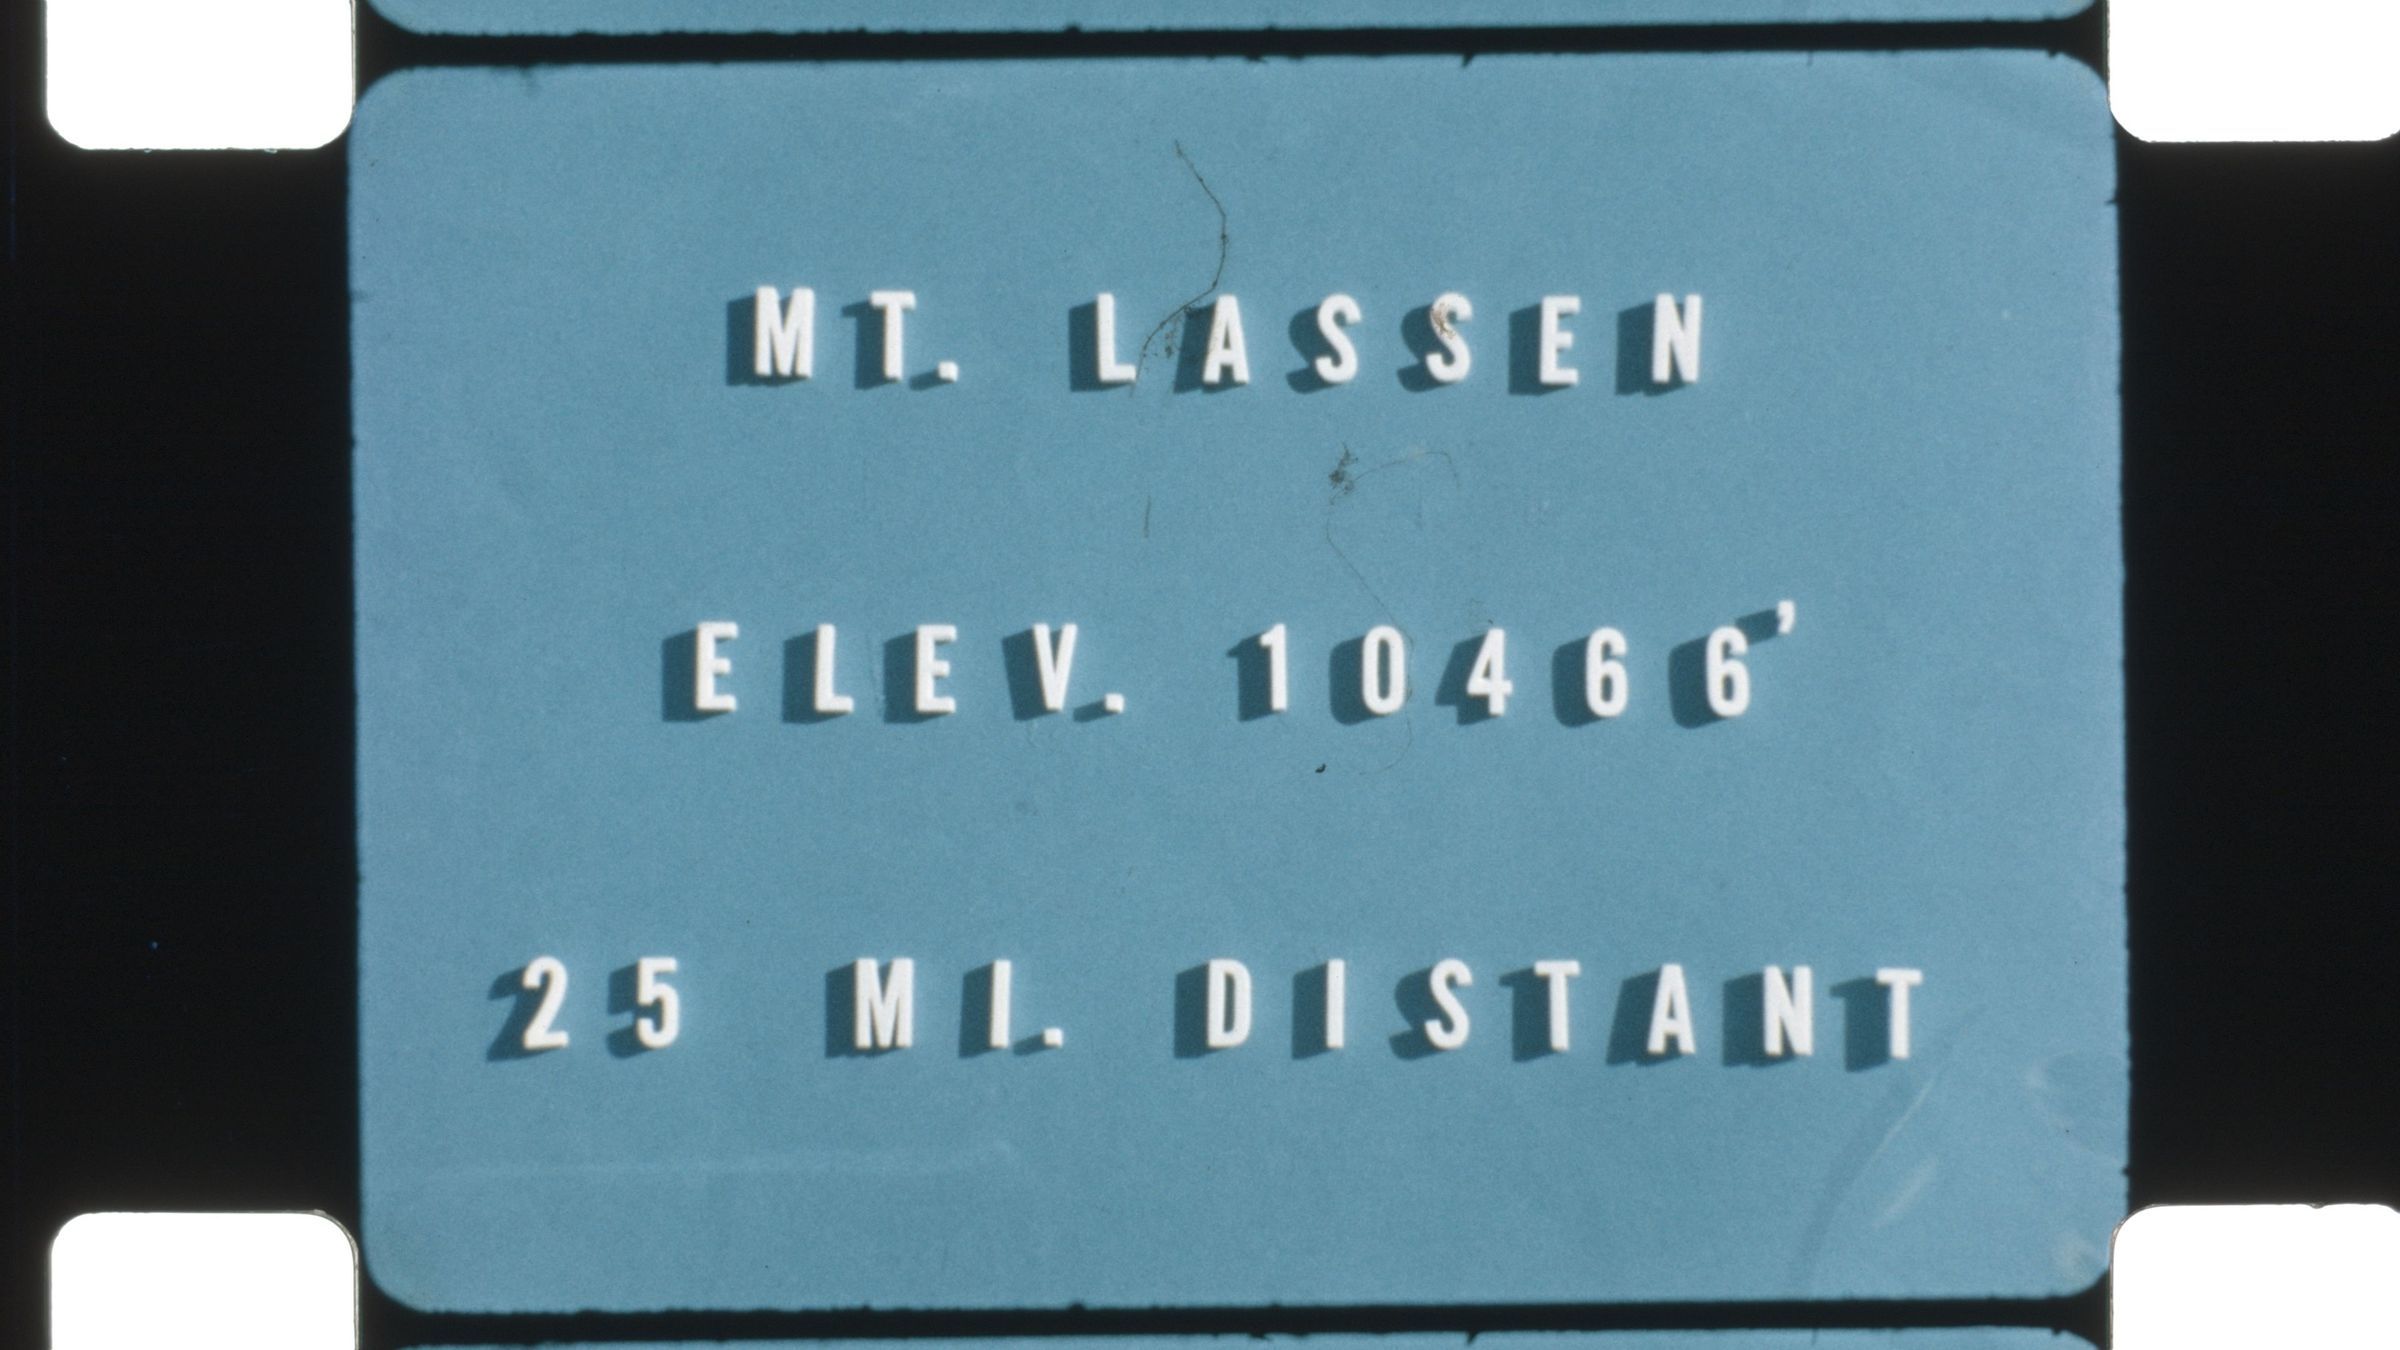 MT. LASSEN
ELEV. 10466'
25 MI. DISTANT